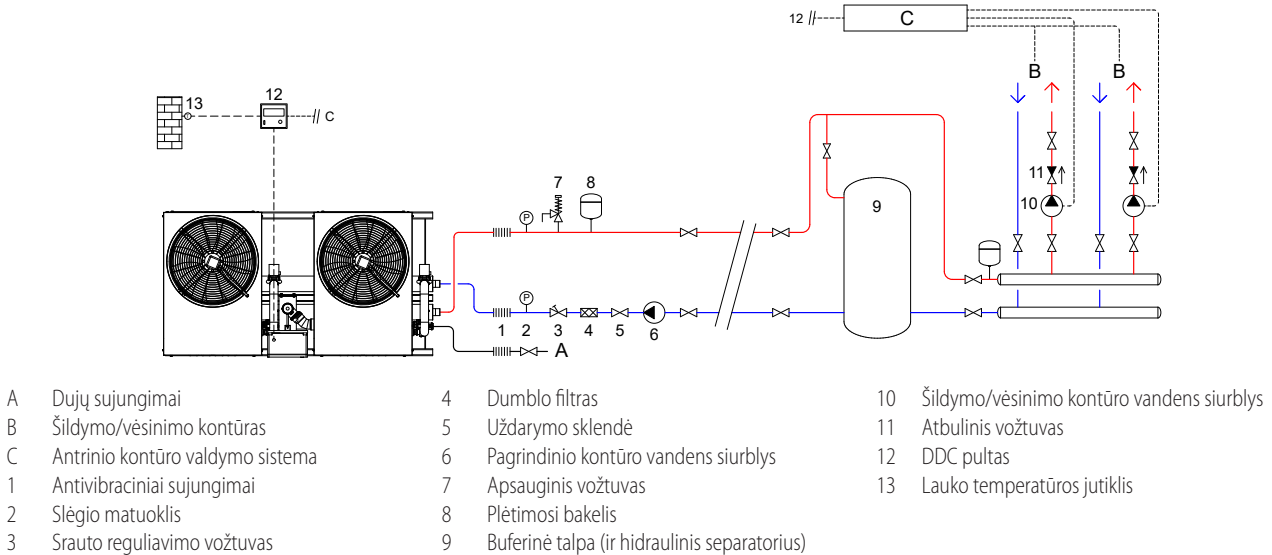 12
C
B
B
13
12
C
11
10
7
8
9
P
P
1
2
3
4
5
6
A
A Dujų sujungimai
B Šildymo/vėsinimo kontūras
C Antrinio kontūro valdymo sistema
1 Antivibraciniai sujungimai
2 Slėgio matuoklis
3 Srauto reguliavimo vožtuvas
4 Dumblo filtras
5 Uždarymo sklendė
6 Pagrindinio kontūro vandens siurblys
7 Apsauginis vožtuvas
8 Plėtimosi bakelis
9 Buferinė talpa (ir hidraulinis separatorius)
10 Šildymo/vėsinimo kontūro vandens siurblys
11 Atbulinis vožtuvas
12 DDC pultas
13 Lauko temperatūros jutiklis